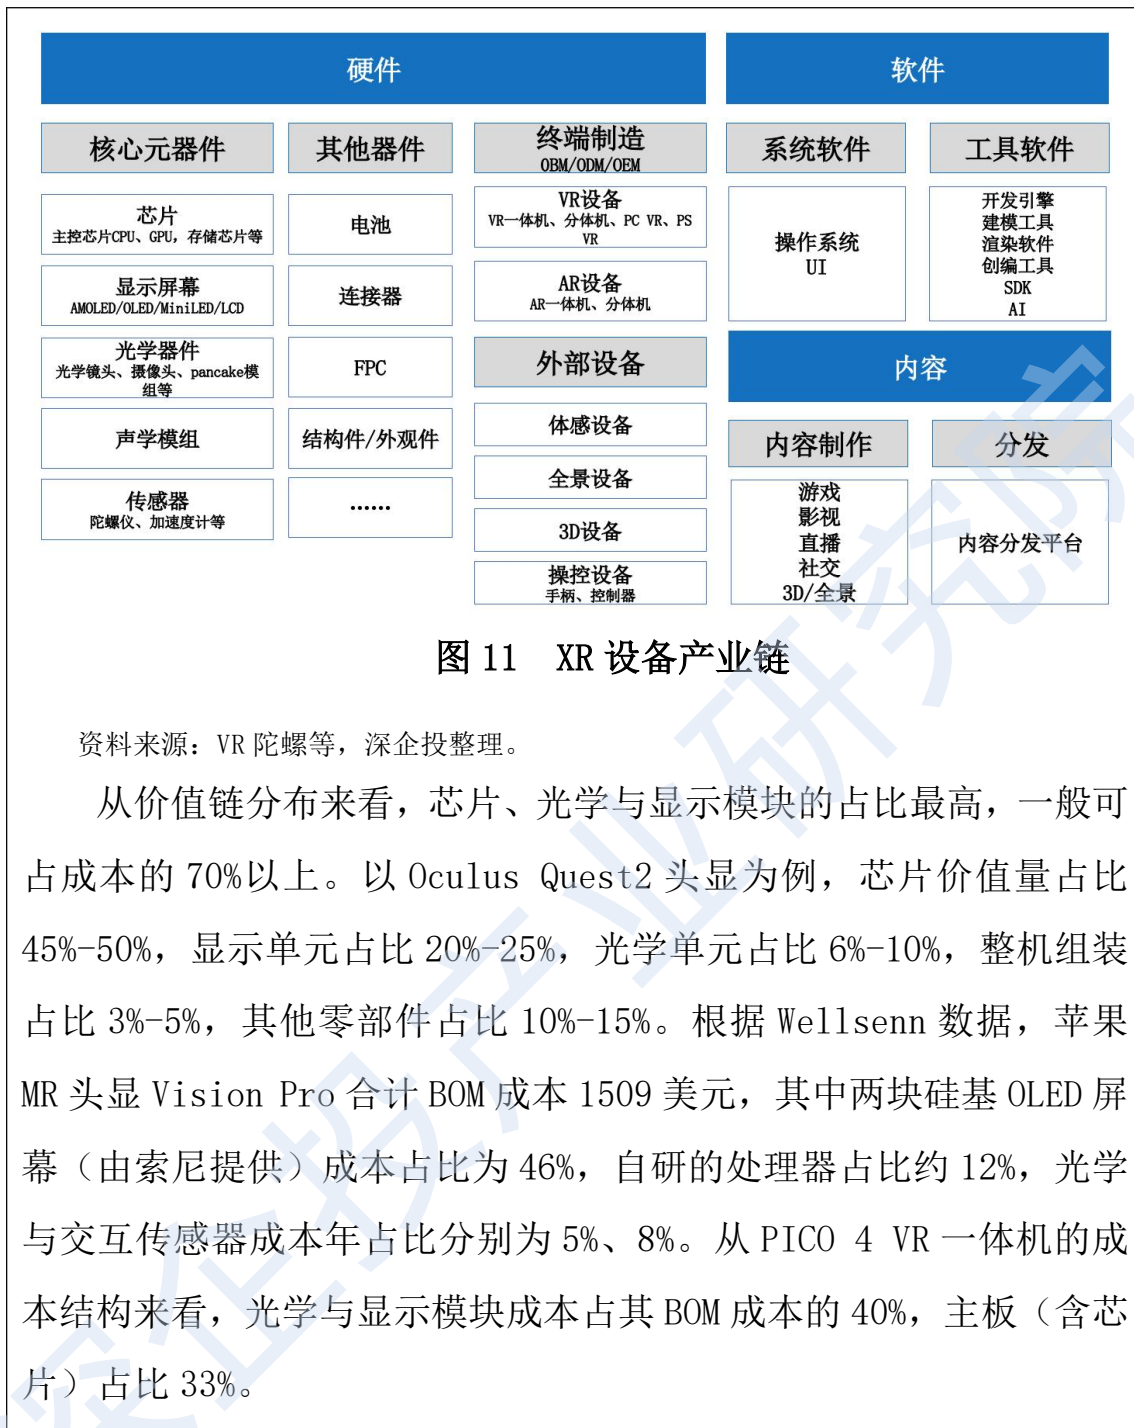 硬件
核心元器件
芯片
主控芯片CPU、GPU，存储芯片等
显示屏幕
AMOLED/OLED/MiniLED/LCD
光学器件
光学镜头、摄像头、pancake模
组等
声学模组
传感器
陀螺仪、加速度计等
其他器件
电池
连接器
FPC
结构件/外观件
......
终端制造
OBM/ODM/OEM
VR设备
VR一体机、分体机、PC VR、PS
VR
AR设备
AR一体机、分体机
外部设备
体感设备
全景设备
3D设备
操控设备
手柄、控制器
软件
系统软件
操作系统
UI
工具软件
开发引擎
建模工具
渲染软件
创编工具
SDK
AI
内容
内容制作
游戏
影视
直播
社交
3D/全景
分发
内容分发平台
图 11 XR 设备产业链
资料来源：VR 陀螺等，深企投整理。
从价值链分布来看，芯片、光学与显示模块的占比最高，一般可
占成本的 70%以上。以 Oculus Quest2 头显为例，芯片价值量占比
45%-50%，显示单元占比 20%-25%，光学单元占比 6%-10%，整机组装
占比 3%-5%，其他零部件占比 10%-15%。根据 Wellsenn 数据，苹果
MR 头显 Vision Pro 合计 BOM 成本 1509 美元，其中两块硅基 OLED 屏
幕（由索尼提供）成本占比为 46%，自研的处理器占比约 12%，光学
与交互传感器成本年占比分别为 5%、8%。从 PICO 4 VR 一体机的成
本结构来看，光学与显示模块成本占其 BOM 成本的 40%，主板（含芯
片）占比 33%。
深企投产业研究院